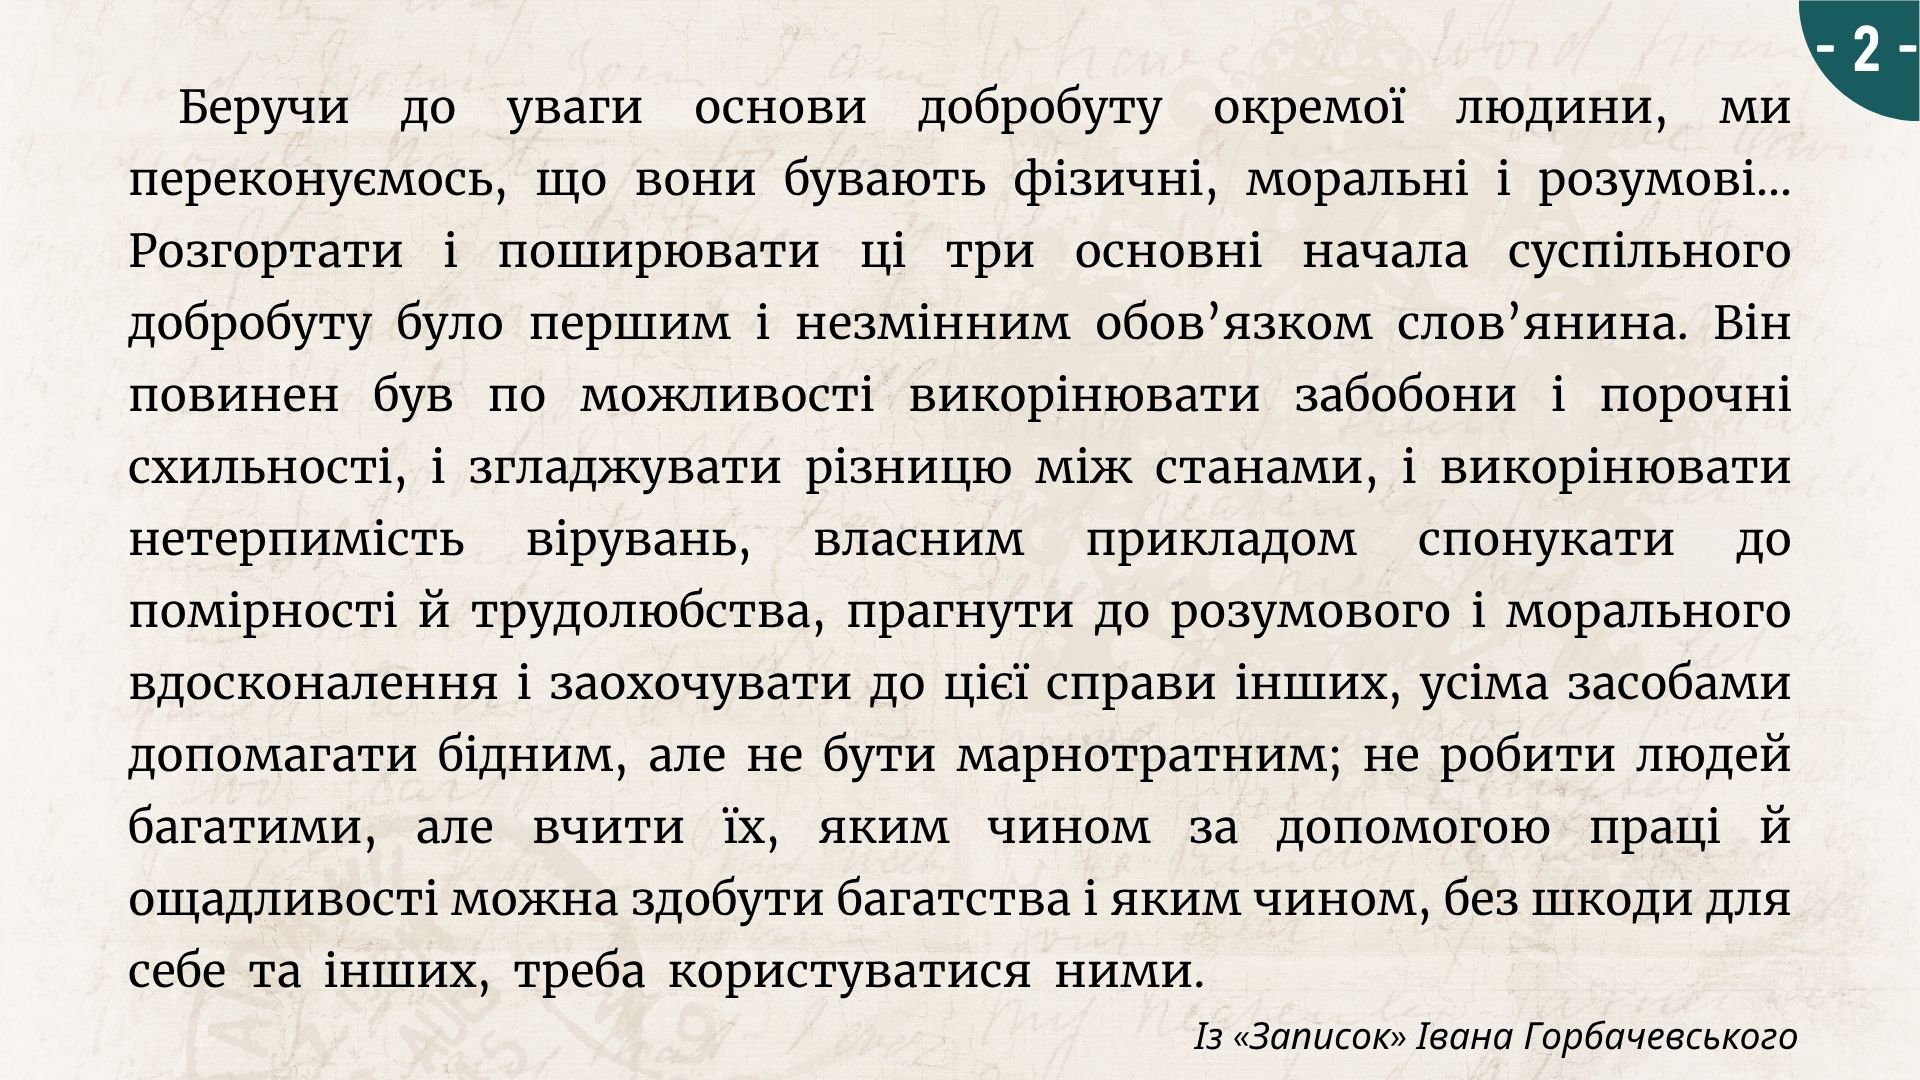 - 2 -
Беручи до уваги основи добробуту окремої людини, ми
переконуємось, що вони бувають фізичні, моральні і розумові...
Розгортати і поширювати ці три основні начала суспільного
добробуту було першим і незмінним обов’язком слов’янина. Він
повинен був по можливості викорінювати забобони і порочні
схильності, і згладжувати різницю між станами, і викорінювати
нетерпимість вірувань, власним прикладом спонукати до
помірності й трудолюбства, прагнути до розумового і морального
вдосконалення і заохочувати до цієї справи інших, усіма засобами
допомагати бідним, але не бути марнотратним; не робити людей
багатими, але вчити їх, яким чином за допомогою праці й
ощадливості можна здобути багатства і яким чином, без шкоди для
себе та інших, треба користуватися ними.
Із «Записок» Івана Горбачевського